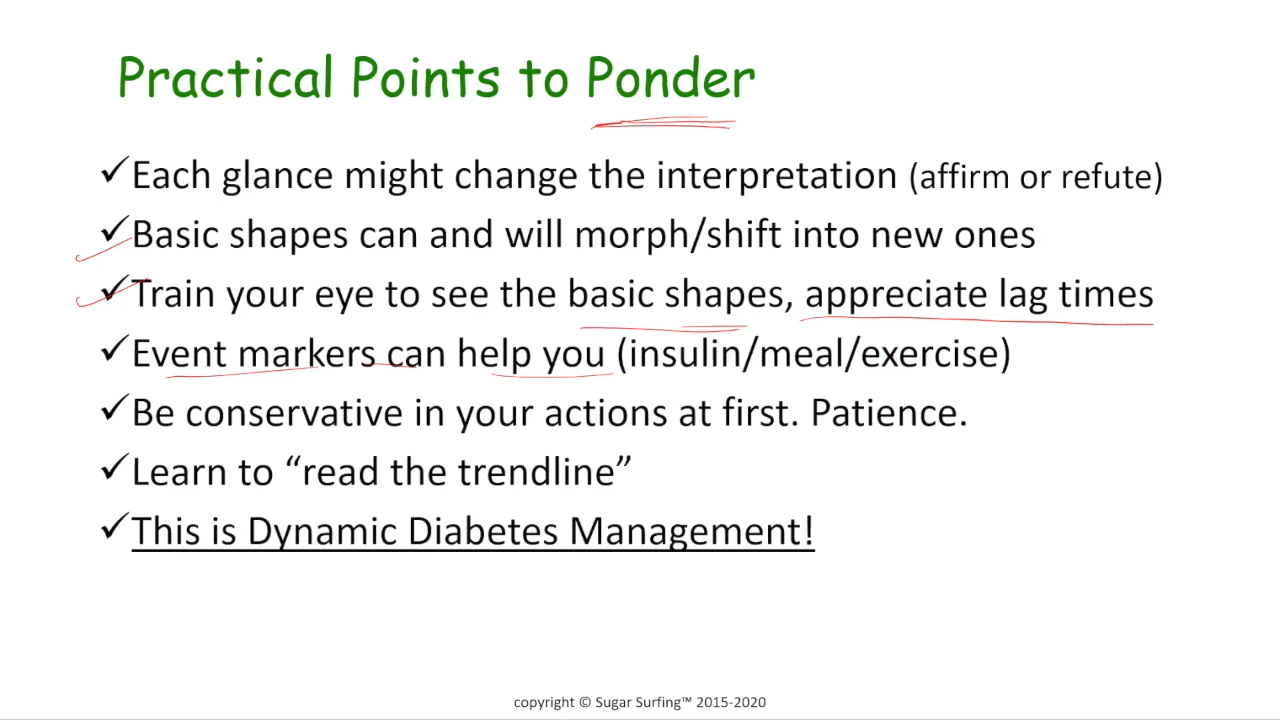 Practical Points to Ponder
✓Each glance might change the interpretation (affirm or refute)
✓Basic shapes can and will morph/shift into new ones
✓Train your eye to see the basic shapes, appreciate lag times
✓Event markers can help you (insulin/meal/exercise)
✓Be conservative in your actions at first. Patience.
✓Learn to “read the trendline”
✓This is Dynamic Diabetes Management!
copyright © Sugar Surfing™ 2015-2020